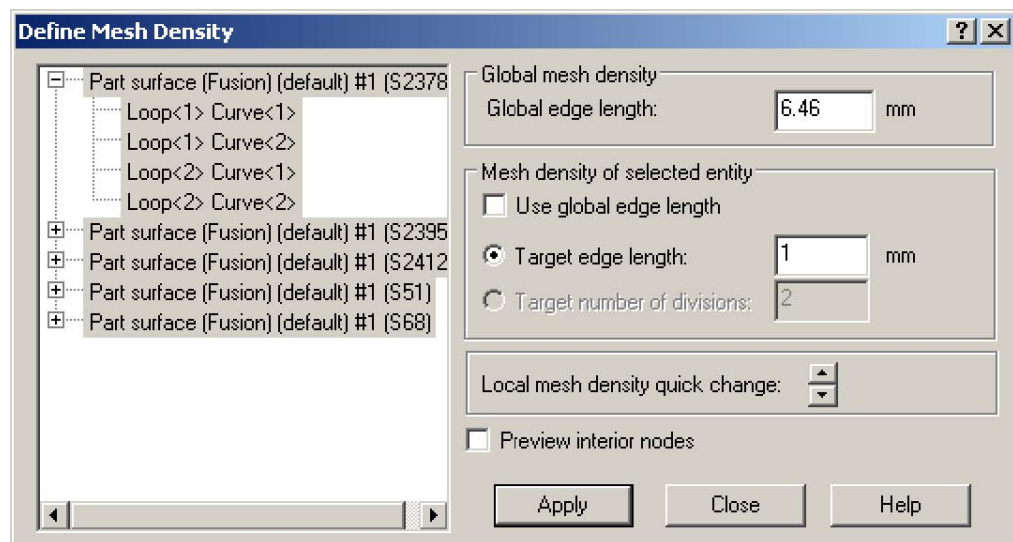 Define Mesh Density
Part surface (Fusion) (default) #1 (S2378
Loop<1> Curve<1>
Loop<1> Curve<2>
Loop<2> Curve<1>
Loop<2> Curve<2>
Part surface (Fusion) (default) #1 (S2395
Part surface (Fusion) (default) #1 (S2412
Part surface (Fusion) (default) #1 (S51)
Part surface (Fusion) (default) #1 (S68)
Global mesh density
Global edge length: 6.46 mm
Mesh density of selected entity
Use global edge length
Target edge length: 1 mm
Target number of divisions: 2
Local mesh density quick change:
Preview interior nodes
Apply Close Help